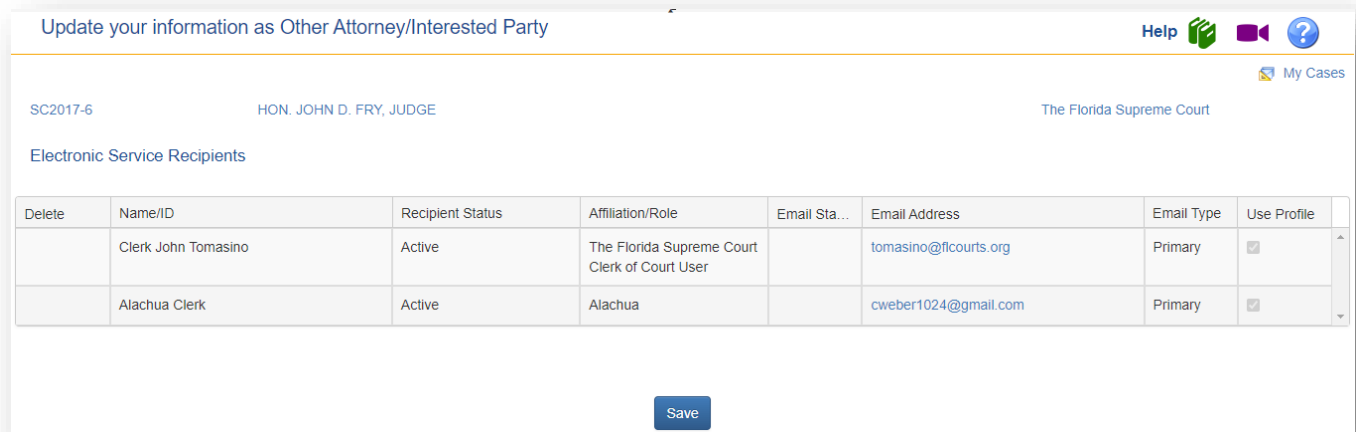 Update your information as Other Attorney/Interested Party
Help
My Cases
SC2017-6 HON. JOHN D. FRY, JUDGE The Florida Supreme Court
Electronic Service Recipients
Delete Name/ID Recipient Status Affiliation/Role Email Sta... Email Address Email Type Use Profile
Clerk John Tomasino Active The Florida Supreme Court tomasino@flcourts.org Primary
Clerk of Court User
Alachua Clerk Active Alachua cweber1024@gmail.com Primary
Save